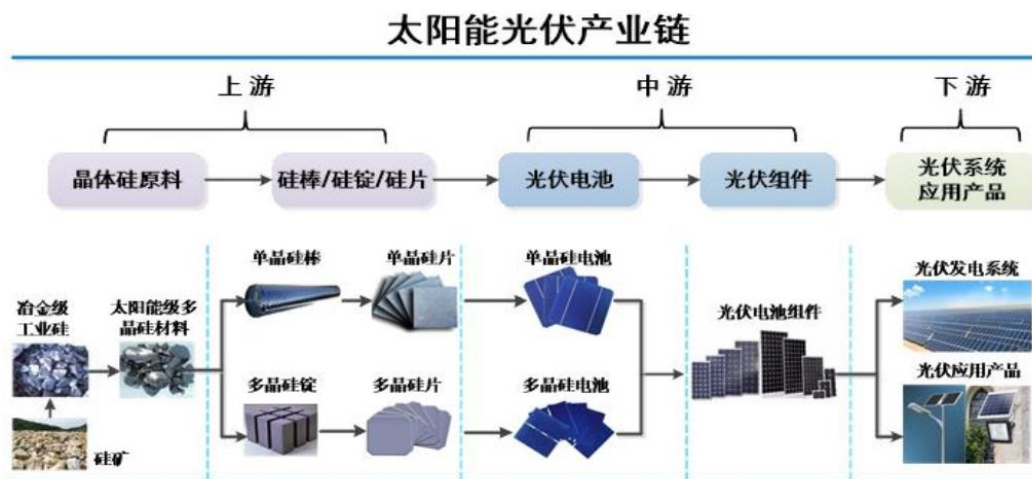 太阳能光伏产业链
上游
中游
下游
晶体硅原料
硅棒/硅锭/硅片
光伏电池
光伏组件
光伏系统
应用产品
单晶硅棒
单晶硅片
单晶硅电池
光伏发电系统
冶金级
工业硅
太阳能级多
晶硅材料
光伏电池组件
光伏应用产品
多晶硅锭
多晶硅片
多晶硅电池
硅矿